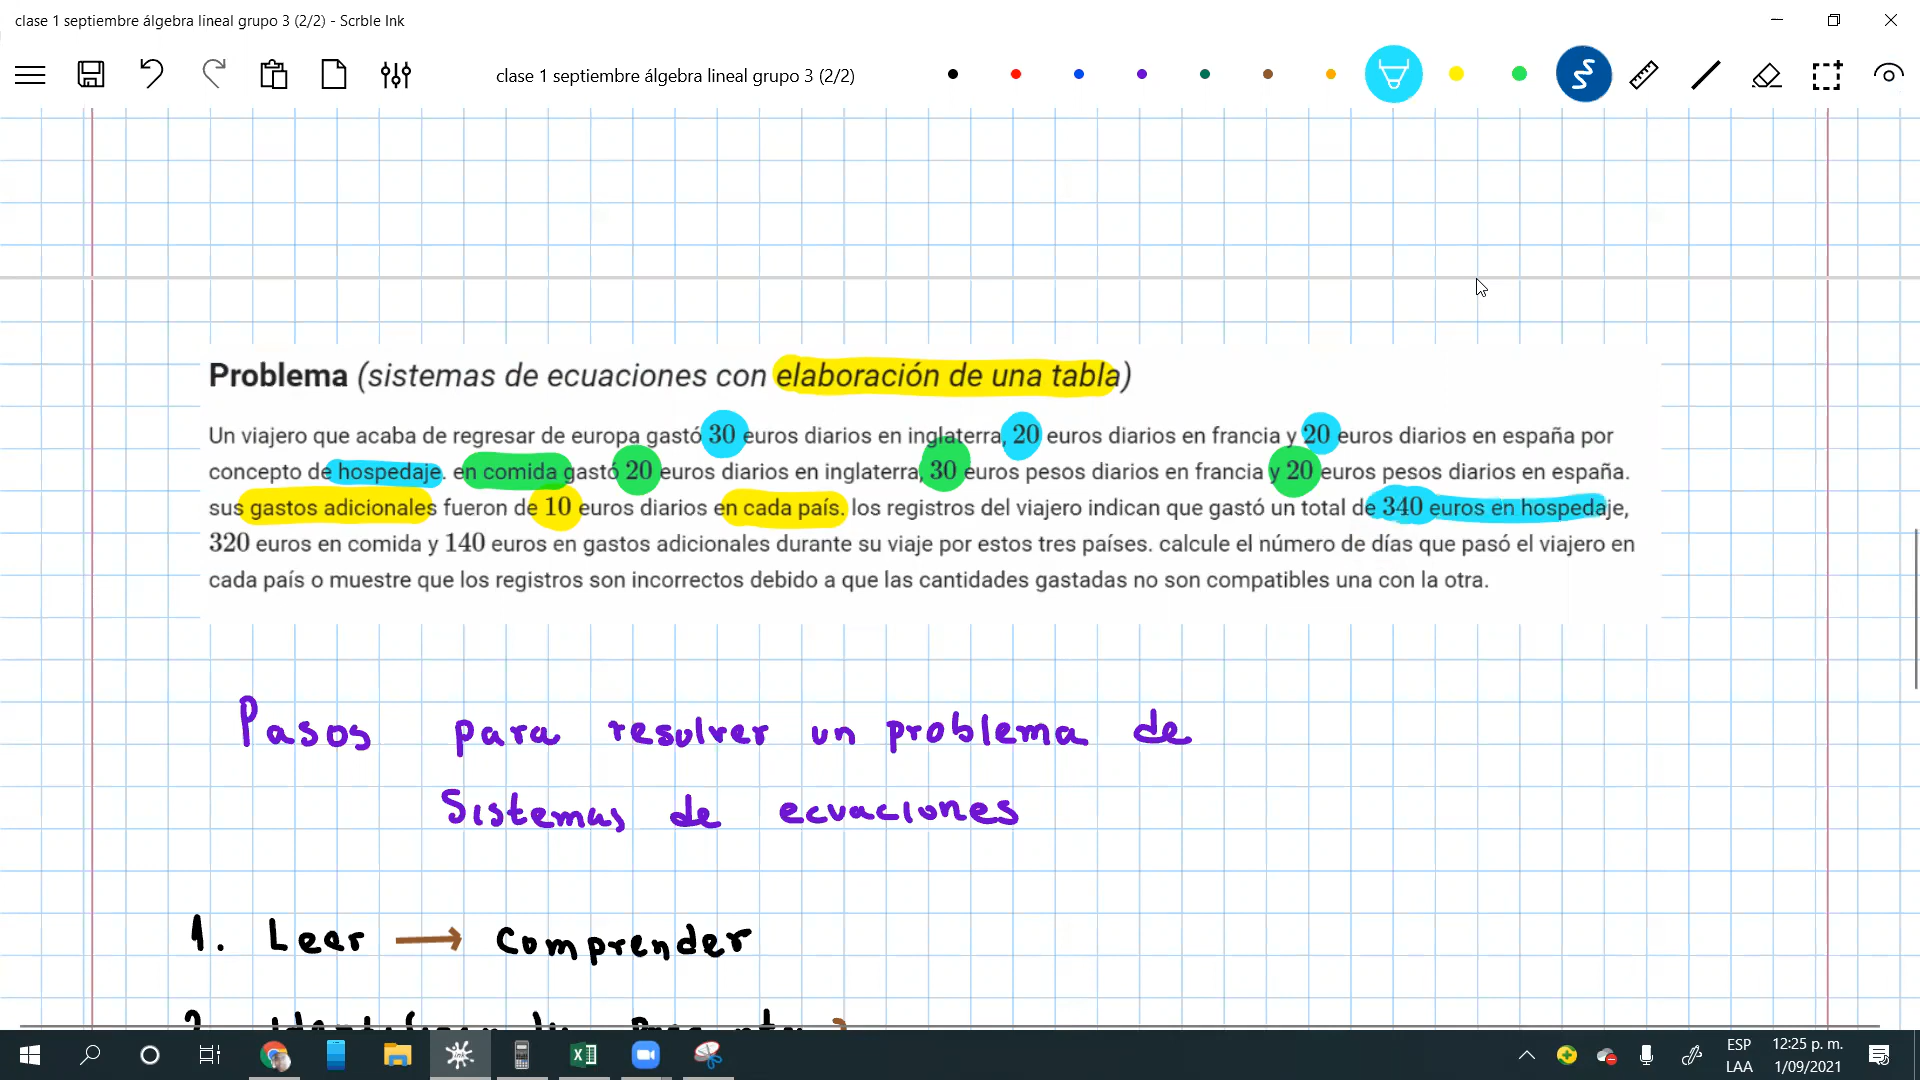 clase 1 septiembre álgebra lineal grupo 3 (2/2) - Scrble Ink
clase 1 septiembre álgebra lineal grupo 3 (2/2)
Problema (sistemas de ecuaciones con elaboración de una tabla)
Un viajero que acaba de regresar de europa gastó 30 euros diarios en inglaterra, 20 euros diarios en francia y 20 euros diarios en españa por
concepto de hospedaje. en comida gastó 20 euros diarios en inglaterra, 30 euros pesos diarios en francia y 20 euros pesos diarios en españa.
sus gastos adicionales fueron de 10 euros diarios en cada país. los registros del viajero indican que gastó un total de 340 euros en hospedaje,
320 euros en comida y 140 euros en gastos adicionales durante su viaje por estos tres países. calcule el número de días que pasó el viajero en
cada país o muestre que los registros son incorrectos debido a que las cantidades gastadas no son compatibles una con la otra.
Pasos para resolver un problema de
Sistemas de ecuaciones
1. Leer → Comprender
ESP
LAA
12:25 p. m.
1/09/2021